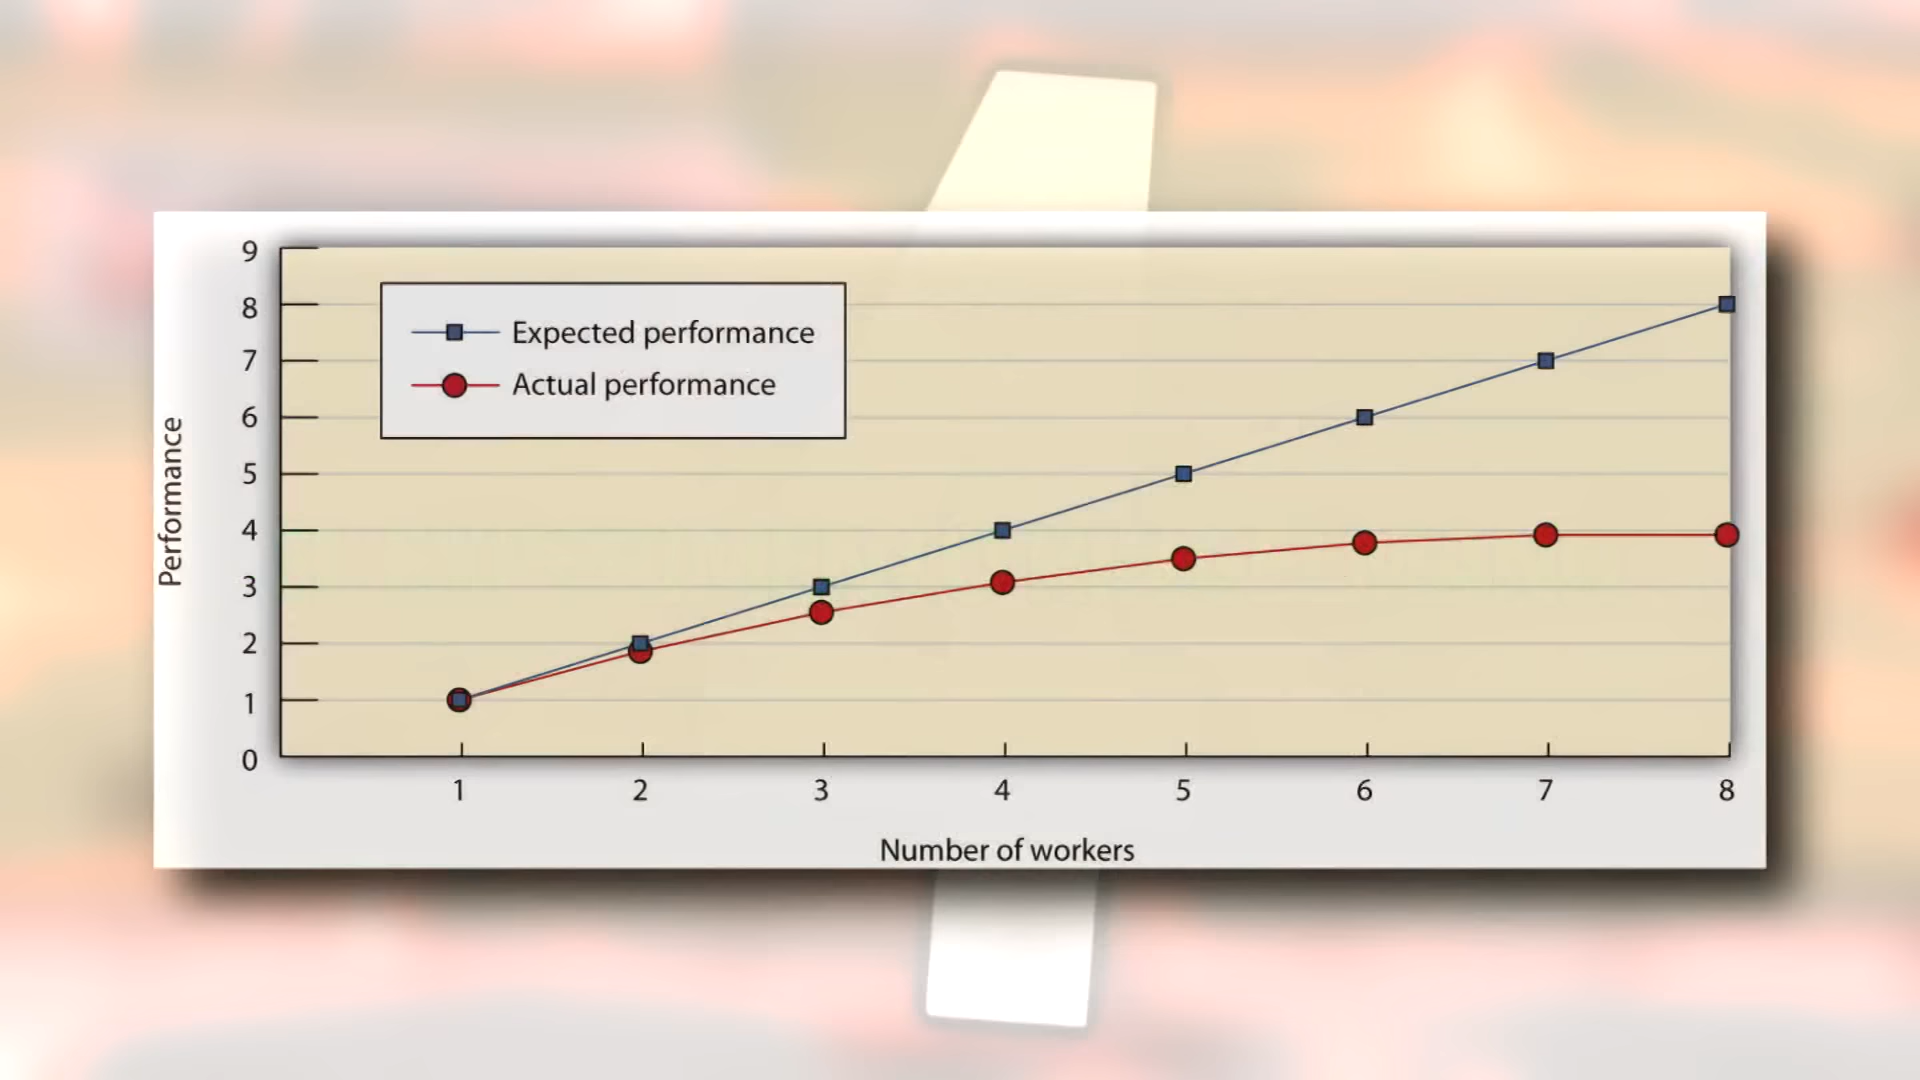 9
8
7
6
5
4
3
2
1
0
Performance
Expected performance
Actual performance
1 2 3 4 5 6 7 8
Number of workers